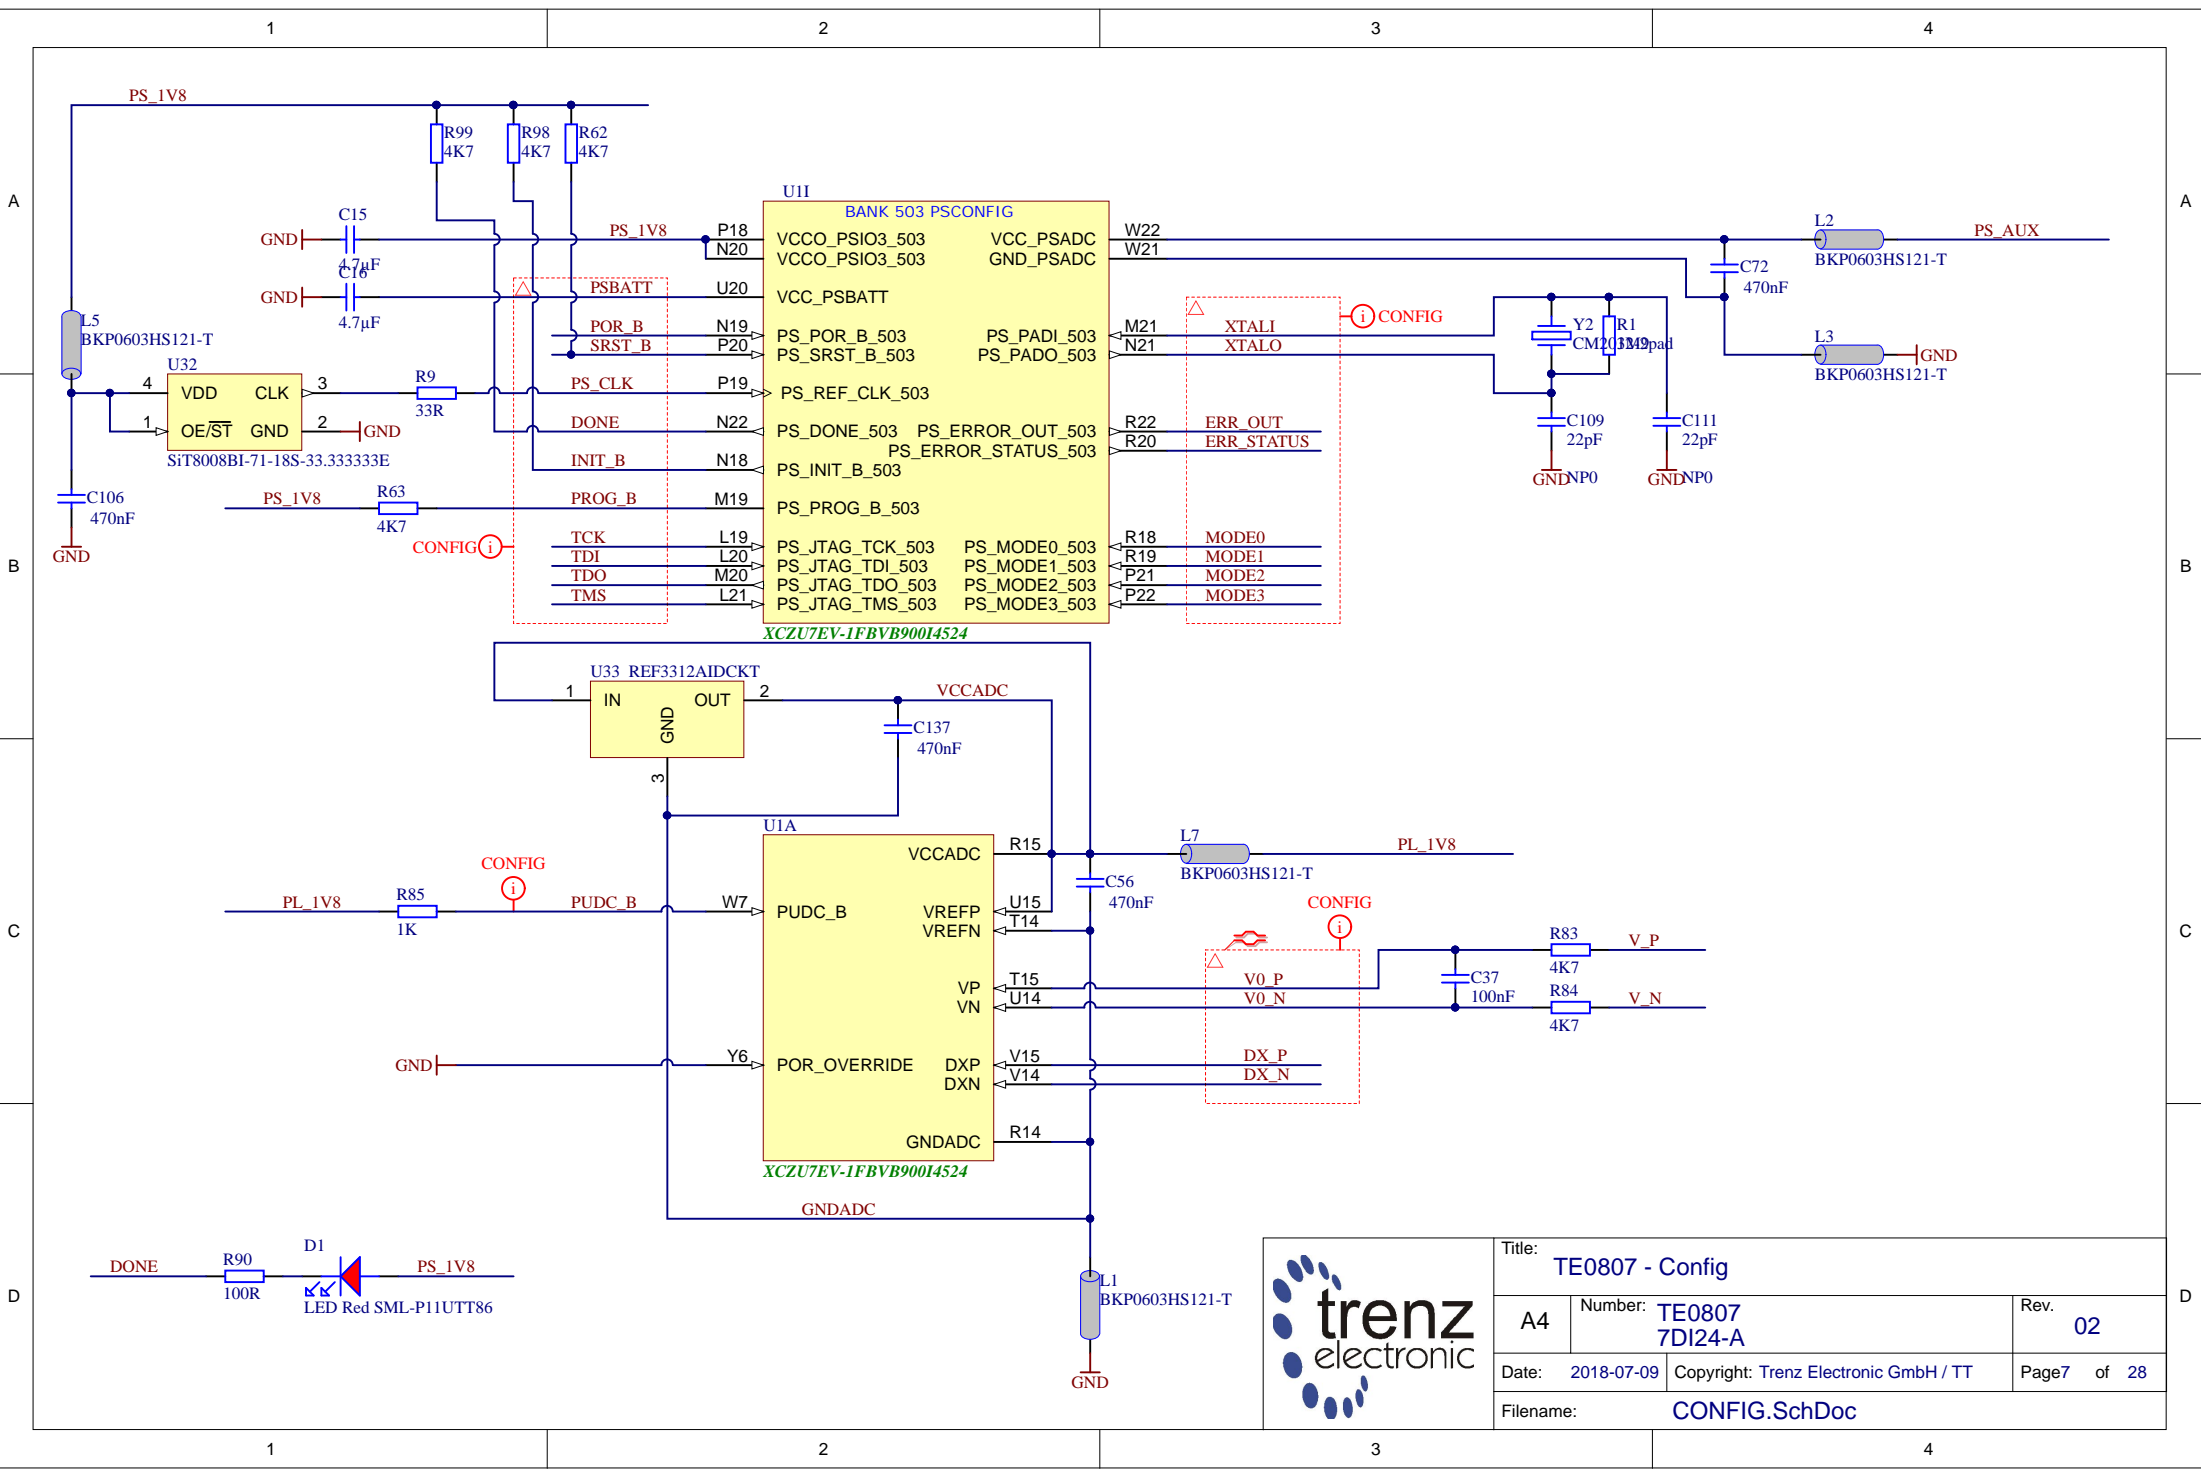 1 2 3 4
PS_1V8
R99 4K7
R98 4K7
R62 4K7
A A
C15
4.7µF
GND
PS_1V8
C16
4.7µF
GND
PSBATT
POR_B
SRST_B
L5
BKP0603HS121-T
U32
4 VDD CLK 3
1 OE/ST GND 2
GND
SiT8008BI-71-18S-33.333333E
R9
33R
PS_CLK
DONE
INIT_B
C106
470nF
GND
PS_1V8
R63
4K7
PROG_B
CONFIG i
TCK
TDI
TDO
TMS
U1I
BANK 503 PSCONFIG
P18 VCCO_PSIO3_503 VCC_PSADC W22
N20 VCCO_PSIO3_503 GND_PSADC W21
U20 VCC_PSBATT
N19 PS_POR_B_503 PS_PADI_503 M21
P20 PS_SRST_B_503 PS_PADO_503 N21
P19 PS_REF_CLK_503
N22 PS_DONE_503 PS_ERROR_OUT_503 R22
PS_ERROR_STATUS_503 R20
N18 PS_INIT_B_503
M19 PS_PROG_B_503
L19 PS_JTAG_TCK_503 PS_MODE0_503 R18
L20 PS_JTAG_TDI_503 PS_MODE1_503 R19
M20 PS_JTAG_TDO_503 PS_MODE2_503 P21
L21 PS_JTAG_TMS_503 PS_MODE3_503 P22
XCZU7EV-1FBVB900I4524
i CONFIG
XTALI
XTALO
ERR_OUT
ERR_STATUS
MODE0
MODE1
MODE2
MODE3
Y2
R1
C109
22pF
GND NP0
C111
22pF
GND NP0
L2
BKP0603HS121-T
PS_AUX
C72
470nF
L3
BKP0603HS121-T
GND
B B
U33 REF3312AIDCKT
1 IN OUT 2
GND
3
VCCADC
C137
470nF
U1A
VCCADC R15
W7 PUDC_B VREFP U15
VREFN T14
VP T15
VN U14
Y6 POR_OVERRIDE DXP V15
DXN V14
GNDADC R14
XCZU7EV-1FBVB900I4524
L7
BKP0603HS121-T
PL_1V8
C56
470nF
CONFIG
i
PL_1V8
R85
1K
PUDC_B
GND
C C
CONFIG
i
V0_P
V0_N
DX_P
DX_N
C37
100nF
R83
4K7
V_P
R84
4K7
V_N
GNDADC
L1
BKP0603HS121-T
GND
D D
DONE
R90
100R
D1
PS_1V8
LED Red SML-P11UTT86
trenz
electronic
Title:
TE0807 - Config
A4
Number: TE0807
7DI24-A
Rev.
02
Date: 2018-07-09
Copyright: Trenz Electronic GmbH / TT
Page7 of 28
Filename: CONFIG.SchDoc
1 2 3 4